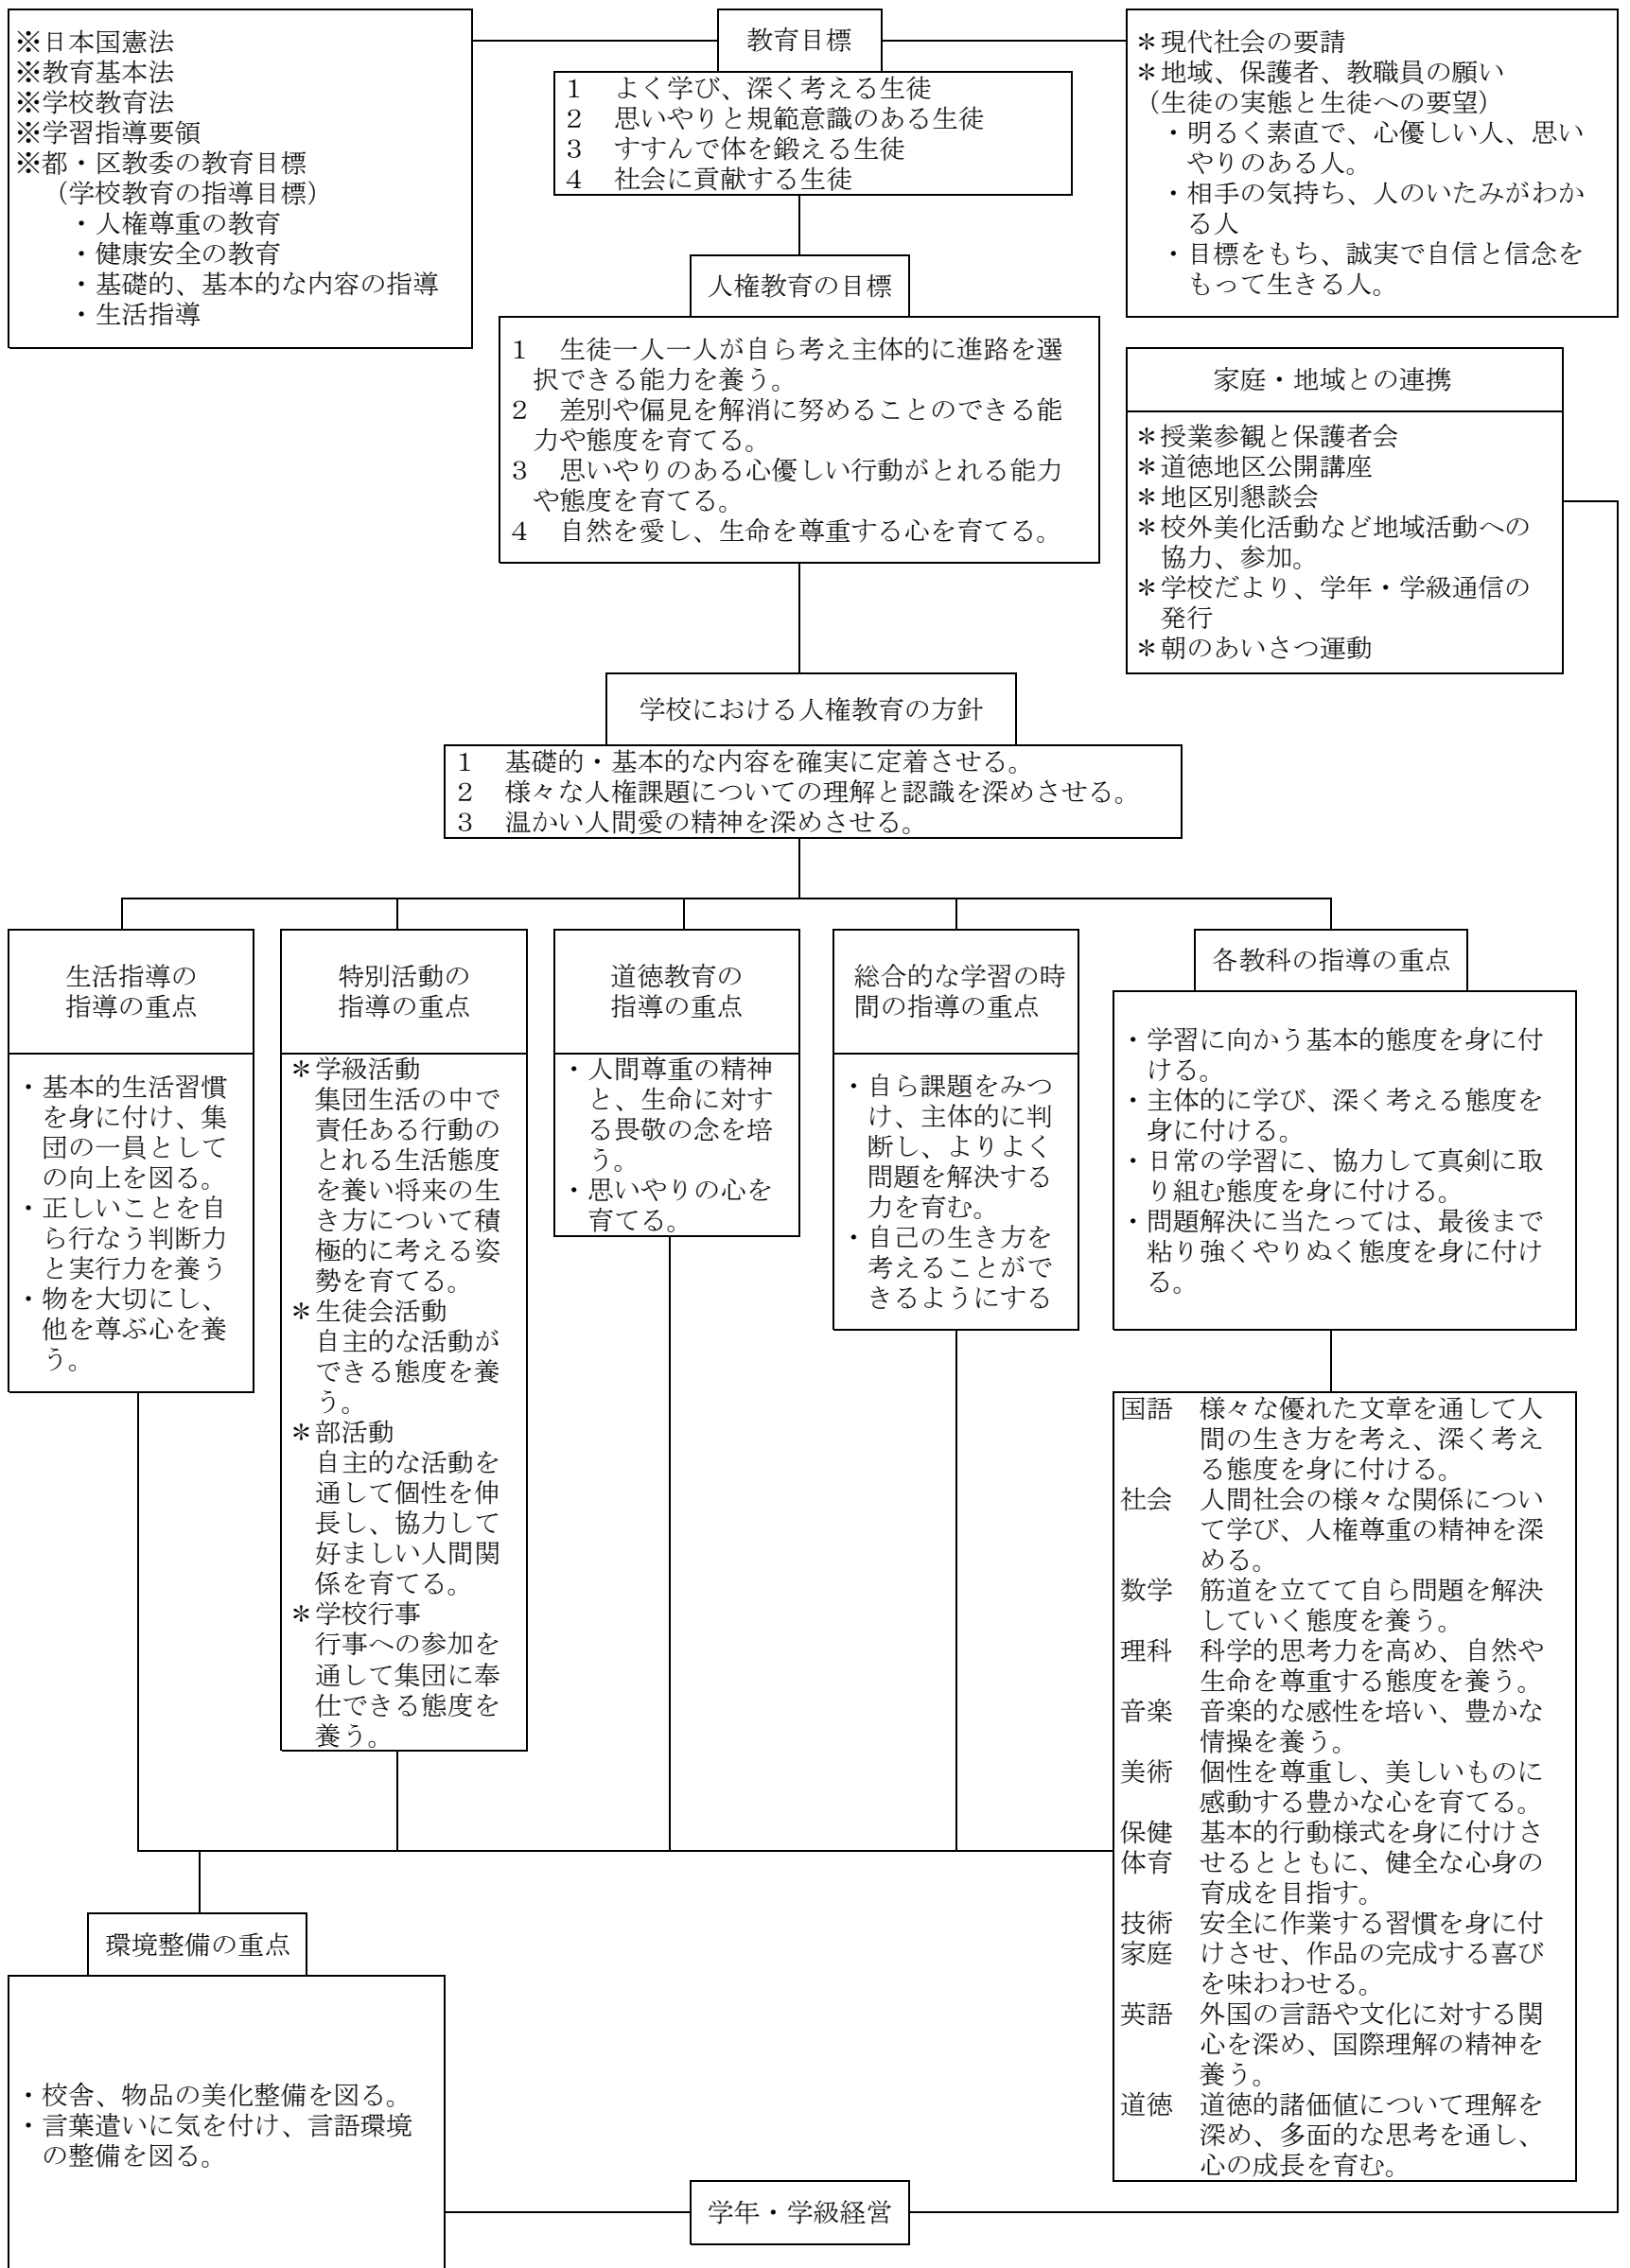 ※日本国憲法
※教育基本法
※学校教育法
※学習指導要領
※都・区教委の教育目標
（学校教育の指導目標）
・人権尊重の教育
・健康安全の教育
・基礎的、基本的な内容の指導
・生活指導
教育目標
１　よく学び、深く考える生徒
２　思いやりと規範意識のある生徒
３　すすんで体を鍛える生徒
４　社会に貢献する生徒
＊現代社会の要請
＊地域、保護者、教職員の願い
（生徒の実態と生徒への要望）
・明るく素直で、心優しい人、思い
やりのある人。
・相手の気持ち、人のいたみがわか
る人
・目標をもち、誠実で自信と信念を
もって生きる人。
人権教育の目標
１　生徒一人一人が自ら考え主体的に進路を選
択できる能力を養う。
２　差別や偏見を解消に努めることのできる能
力や態度を育てる。
３　思いやりのある心優しい行動がとれる能力
や態度を育てる。
４　自然を愛し、生命を尊重する心を育てる。
家庭・地域との連携
＊授業参観と保護者会
＊道徳地区公開講座
＊地区別懇談会
＊校外美化活動など地域活動への
協力、参加。
＊学校だより、学年・学級通信の
発行
＊朝のあいさつ運動
学校における人権教育の方針
１　基礎的・基本的な内容を確実に定着させる。
２　様々な人権課題についての理解と認識を深めさせる。
３　温かい人間愛の精神を深めさせる。
生活指導の
指導の重点
・基本的生活習慣
を身に付け、集
団の一員として
の向上を図る。
・正しいことを自
ら行なう判断力
と実行力を養う
・物を大切にし、
他を尊ぶ心を養
う。
特別活動の
指導の重点
＊学級活動
集団生活の中で
責任ある行動の
とれる生活態度
を養い将来の生
き方について積
極的に考える姿
勢を育てる。
＊生徒会活動
自主的な活動が
できる態度を養
う。
＊部活動
自主的な活動を
通して個性を伸
長し、協力して
好ましい人間関
係を育てる。
＊学校行事
行事への参加を
通して集団に奉
仕できる態度を
養う。
道徳教育の
指導の重点
・人間尊重の精神
と、生命に対す
る畏敬の念を培
う。
・思いやりの心を
育てる。
総合的な学習の時
間の指導の重点
・自ら課題をみつ
け、主体的に判
断し、よりよく
問題を解決する
力を育む。
・自己の生き方を
考えることがで
きるようにする
各教科の指導の重点
・学習に向かう基本的態度を身に付
ける。
・主体的に学び、深く考える態度を
身に付ける。
・日常の学習に、協力して真剣に取
り組む態度を身に付ける。
・問題解決に当たっては、最後まで
粘り強くやりぬく態度を身に付け
る。
国語　様々な優れた文章を通して人
間の生き方を考え、深く考え
る態度を身に付ける。
社会　人間社会の様々な関係につい
て学び、人権尊重の精神を深
める。
数学　筋道を立てて自ら問題を解決
していく態度を養う。
理科　科学的思考力を高め、自然や
生命を尊重する態度を養う。
音楽　音楽的な感性を培い、豊かな
情操を養う。
美術　個性を尊重し、美しいものに
感動する豊かな心を育てる。
保健　基本的行動様式を身に付けさ
体育　せるとともに、健全な心身の
育成を目指す。
技術　安全に作業する習慣を身に付
家庭　けさせ、作品の完成する喜び
を味わわせる。
英語　外国の言語や文化に対する関
心を深め、国際理解の精神を
養う。
道徳　道徳的諸価値について理解を
深め、多面的な思考を通し、
心の成長を育む。
環境整備の重点
・校舎、物品の美化整備を図る。
・言葉遣いに気を付け、言語環境
の整備を図る。
学年・学級経営